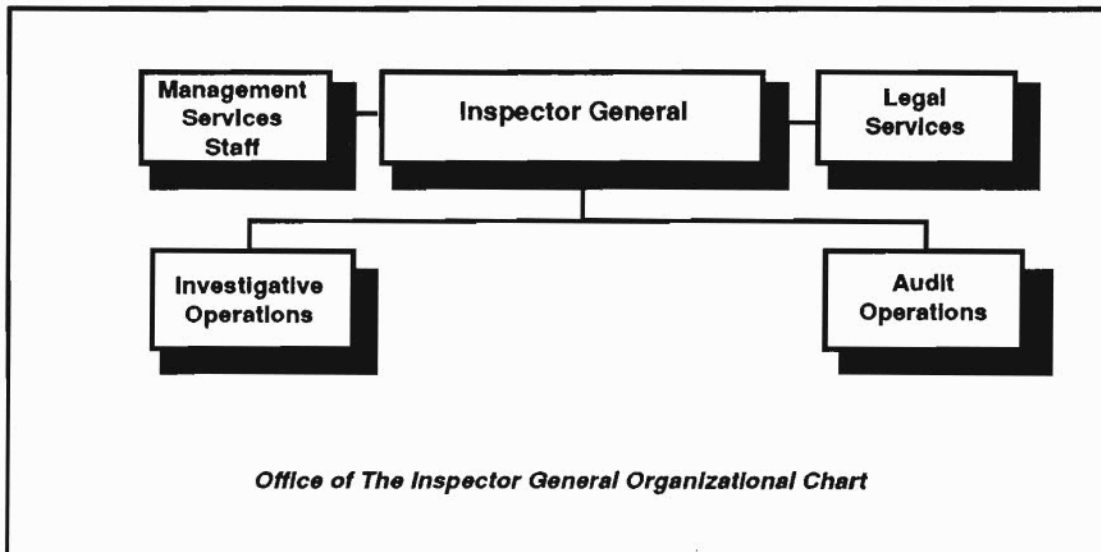 Management
Services
Staff
Inspector General
Legal
Services
Investigative
Operations
Audit
Operations
Office of The Inspector General Organizational Chart